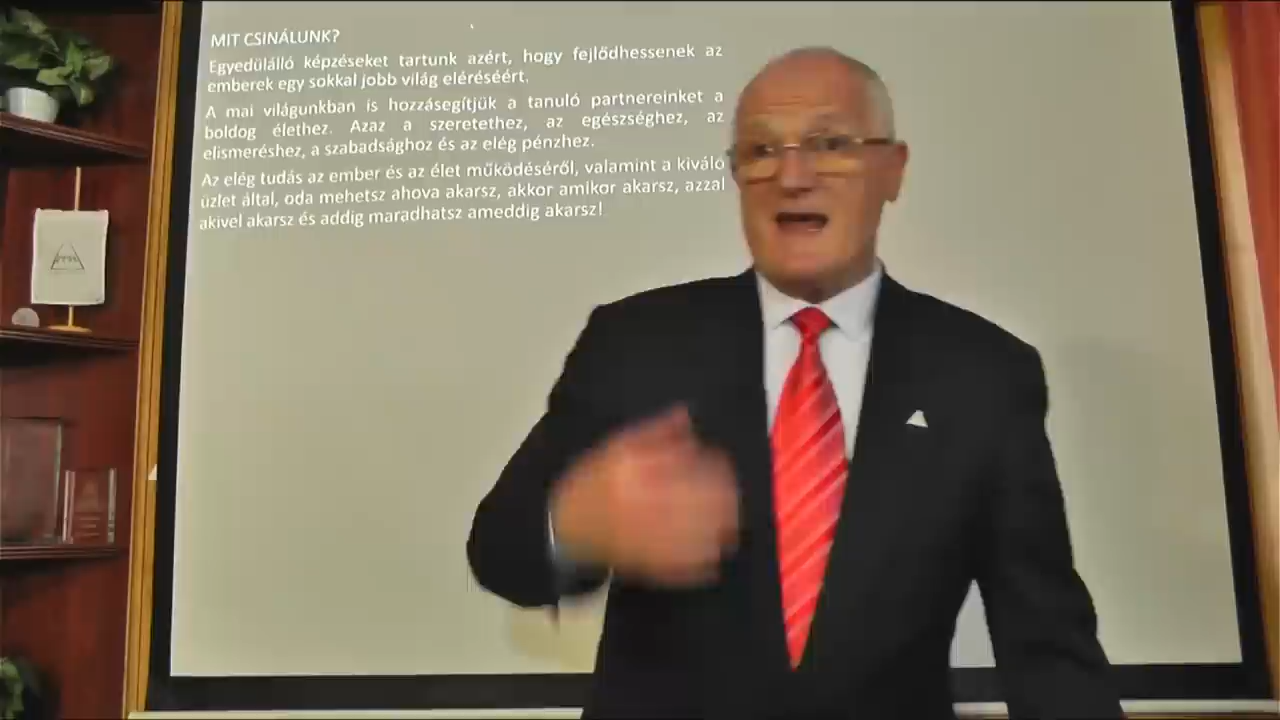 MIT CSINÁLUNK?
Egyedülálló képzéseket tartunk azért, hogy fejlődhessenek az
emberek egy sokkal jobb világ eléréséért.
A mai világunkban is hozzásegítjük a tanuló partnereinket a
boldog élethez. Azaz a szeretethez, az egészséghez, az
elismeréshez, a szabadsághoz és az elég pénzhez.
Az elég tudás az ember és az élet működéséről, valamint a kiváló
üzlet által, oda mehetsz ahova akarsz, akkor amikor akarsz, azzal
akivel akarsz és addig maradhatsz ameddig akarsz!